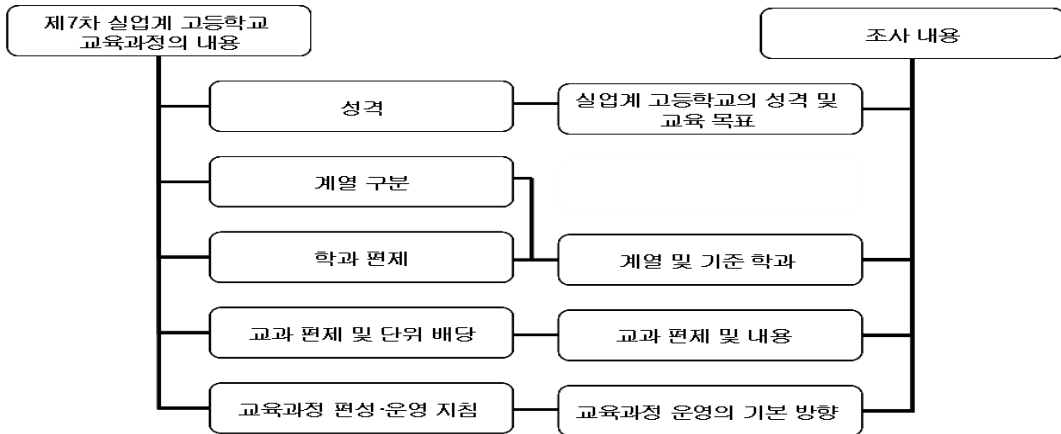 제7차 실업계 고등학교
교육과정의 내용
조사 내용
성격
실업계 고등학교의 성격 및
교육 목표
계열 구분
학과 편제
계열 및 기준 학과
교과 편제 및 단위 배당
교과 편제 및 내용
교육과정 편성·운영 지침
교육과정 운영의 기본 방향